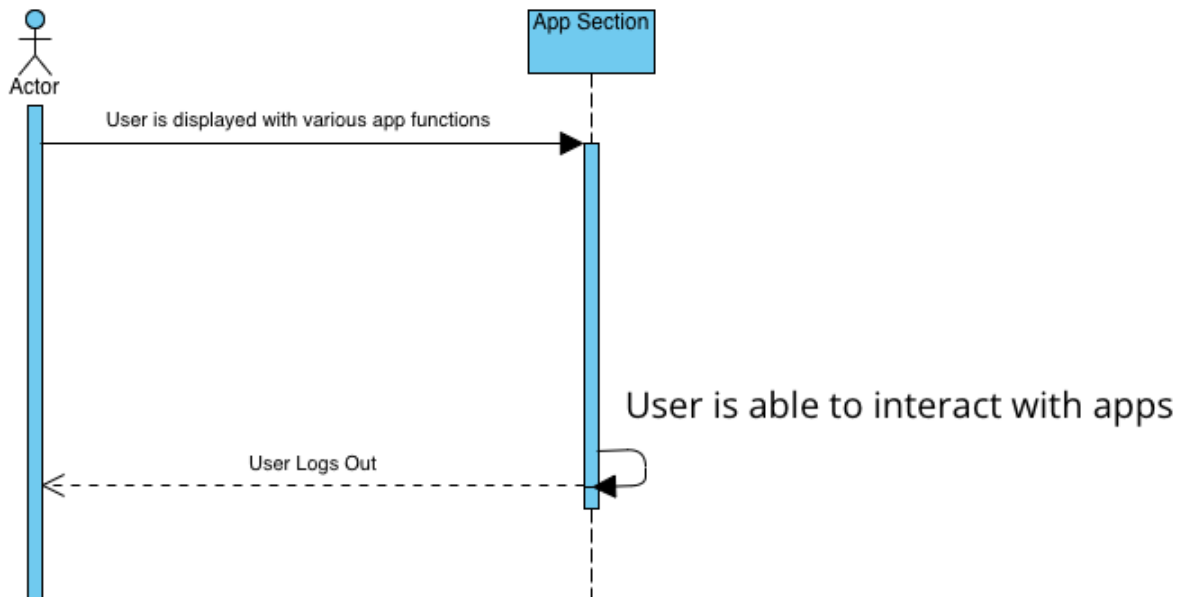 App Section
Actor
User is displayed with various app functions
User is able to interact with apps
User Logs Out